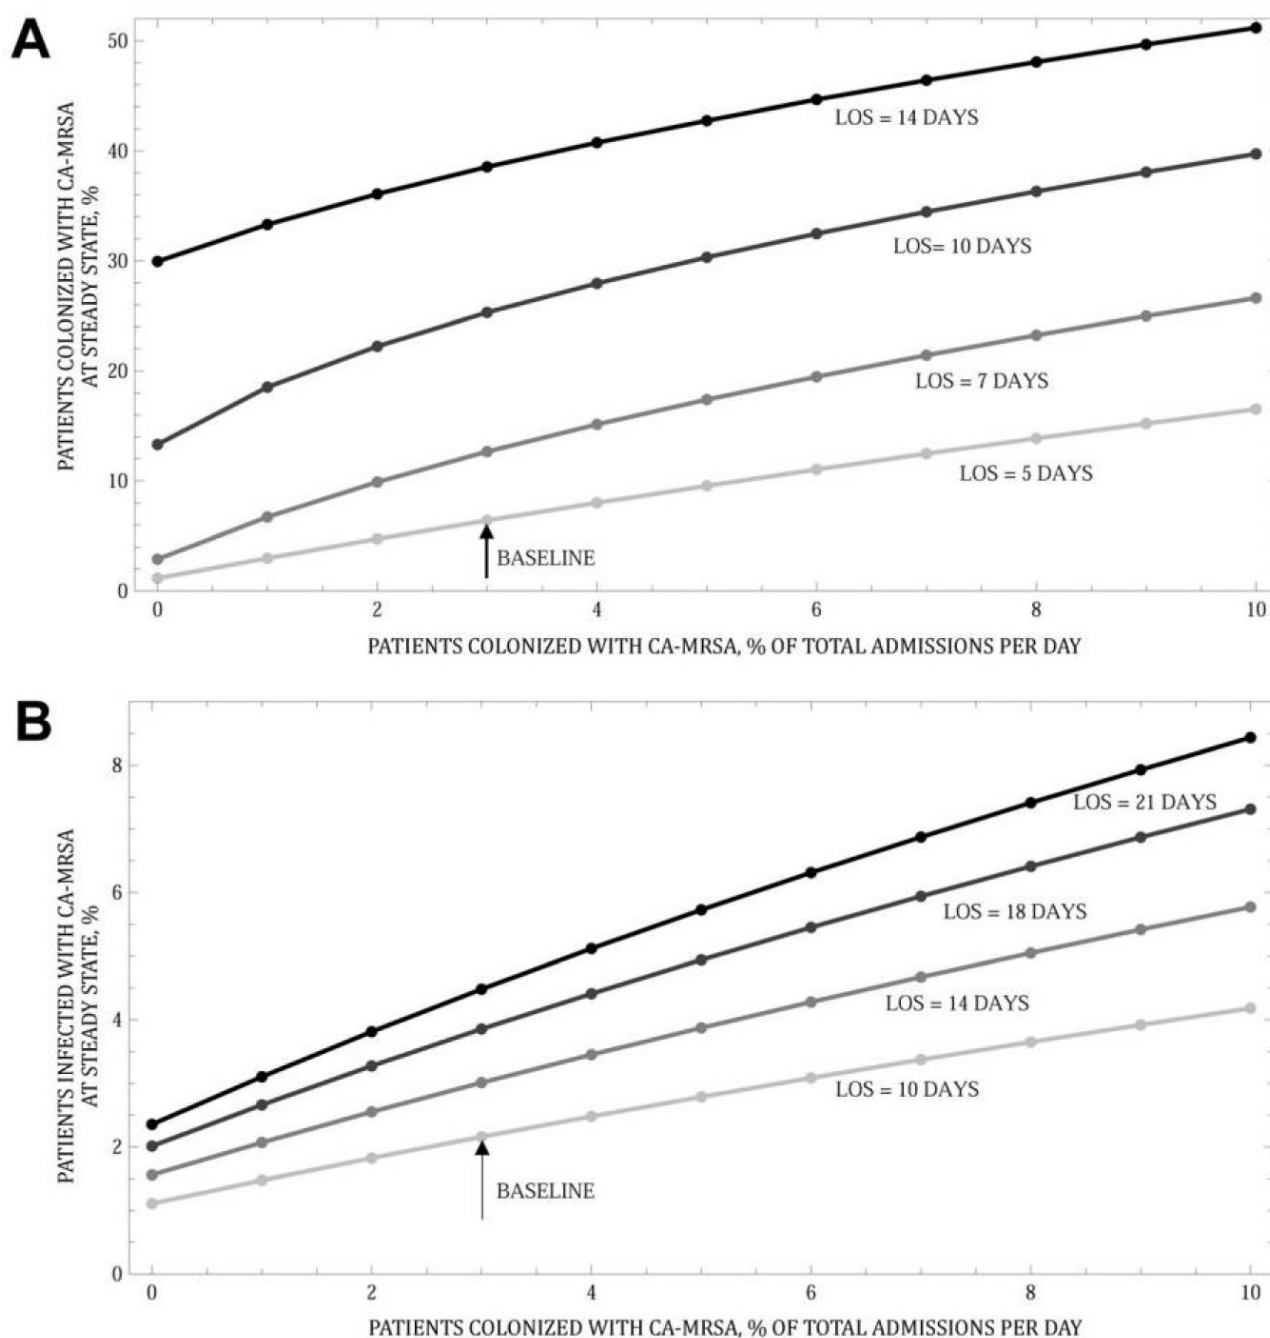 A
PATIENTS COLONIZED WITH CA-MRSA
AT STEADY STATE, %
50
40
30
20
10
0
LOS = 14 DAYS
LOS= 10 DAYS
LOS = 7 DAYS
LOS = 5 DAYS
BASELINE
0 2 4 6 8 10
PATIENTS COLONIZED WITH CA-MRSA, % OF TOTAL ADMISSIONS PER DAY
B
PATIENTS INFECTED WITH CA-MRSA
AT STEADY STATE, %
8
6
4
2
0
LOS = 21 DAYS
LOS = 18 DAYS
LOS = 14 DAYS
LOS = 10 DAYS
BASELINE
0 2 4 6 8 10
PATIENTS COLONIZED WITH CA-MRSA, % OF TOTAL ADMISSIONS PER DAY